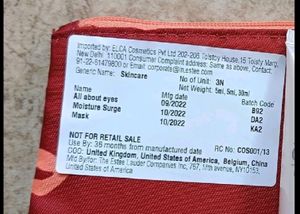 Imported by: ELCA Cosmetics Pvt Ltd 202-206 Tolstoy House, 15 Tolstoy Marg,
New Delhi 110001 Consumer Complaint address: Same as above, Contact
91-22-51479800 or Email corporate@in.estee.com
Generic Name: Skincare No of Unit: 3N
Net Weight: 5ml, 5ml, 30ml
Name Mfg date Batch Code
All about eyes 09/2022 B92
Moisture Surge 10/2022 DA2
Mask 10/2022 KA2
NOT FOR RETAIL SALE
Use By: 36 months from manufactured date RC No: COS001/13
COO: United Kingdom, United States of America, Belgium, China
Mfg By/for: The Estee Lauder Companies Inc, 767, fifth avenue, NY10153,
United States of America